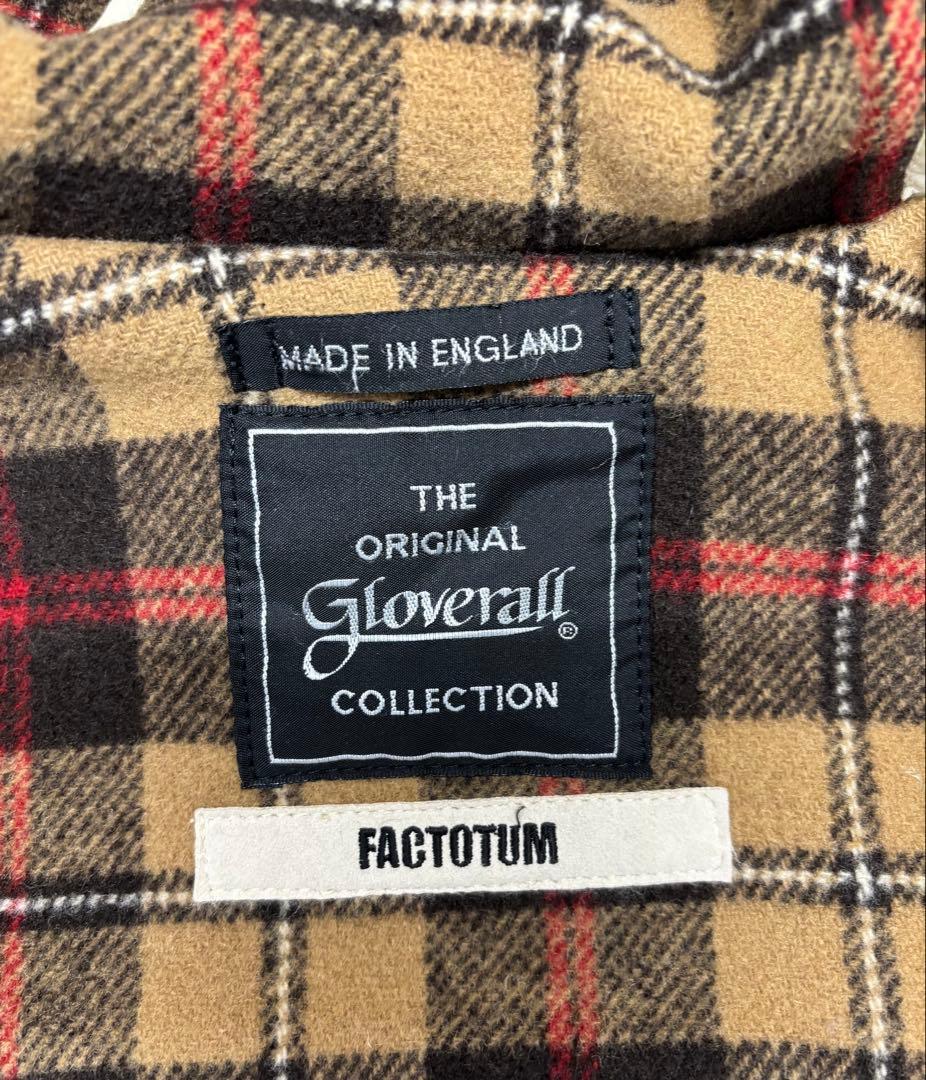 MADE IN ENGLAND
THE
ORIGINAL
Gloverall®
COLLECTION
FACTOTUM